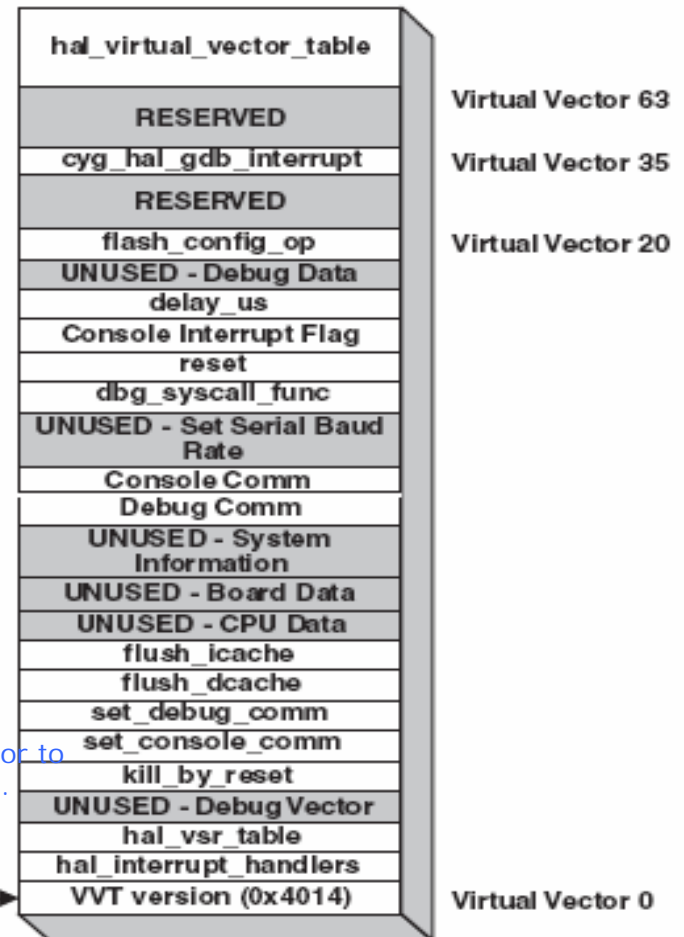 hal_virtual_vector_table
Virtual Vector 63
RESERVED
cyg_hal_gdb_interrupt
Virtual Vector 35
RESERVED
flash_config_op
Virtual Vector 20
UNUSED - Debug Data
delay_us
Console Interrupt Flag
reset
dbg_syscall_func
UNUSED - Set Serial Baud
Rate
Console Comm
Debug Comm
UNUSED - System
Information
UNUSED - Board Data
UNUSED - CPU Data
flush_icache
flush_dcache
set_debug_comm
set_console_comm
or to
.
kill_by_reset
UNUSED - Debug Vector
hal_vsr_table
hal_interrupt_handlers
VVT version (0x4014)
Virtual Vector 0